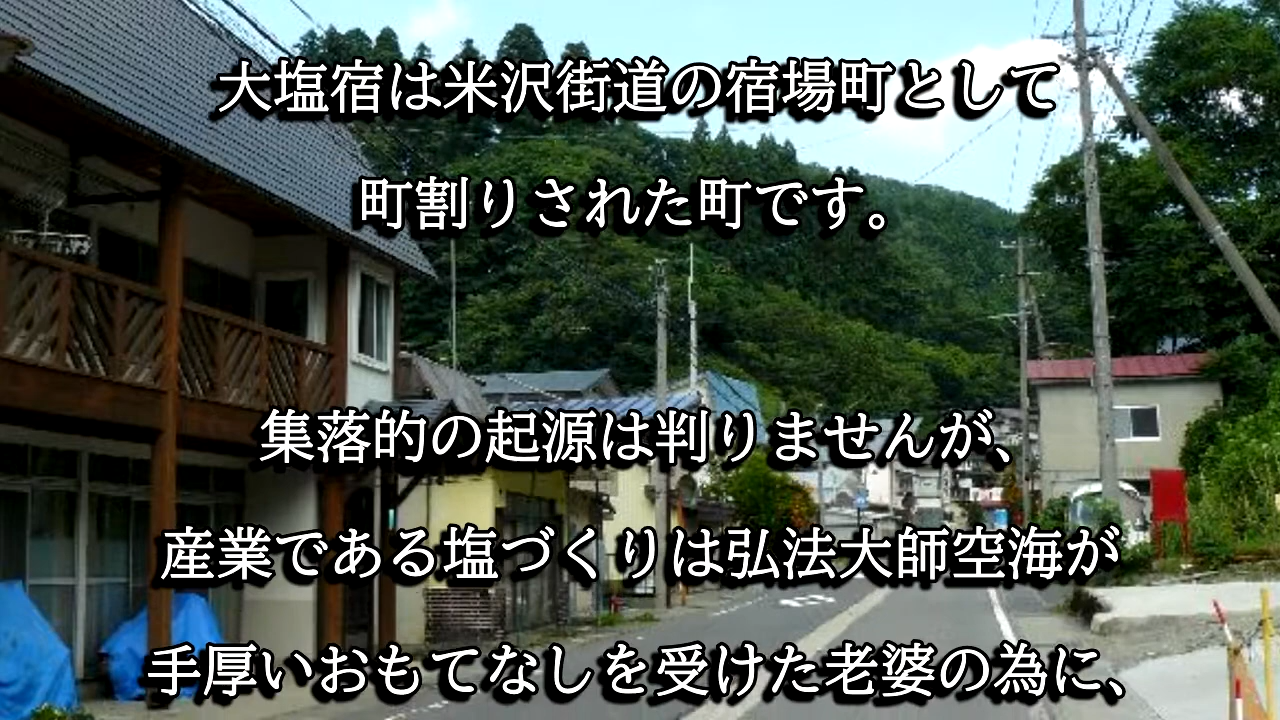 大塩宿は米沢街道の宿場町として
町割りされた町です。
集落的の起源は判りませんが、
産業である塩づくりは弘法大師空海が
手厚いおもてなしを受けた老婆の為に、